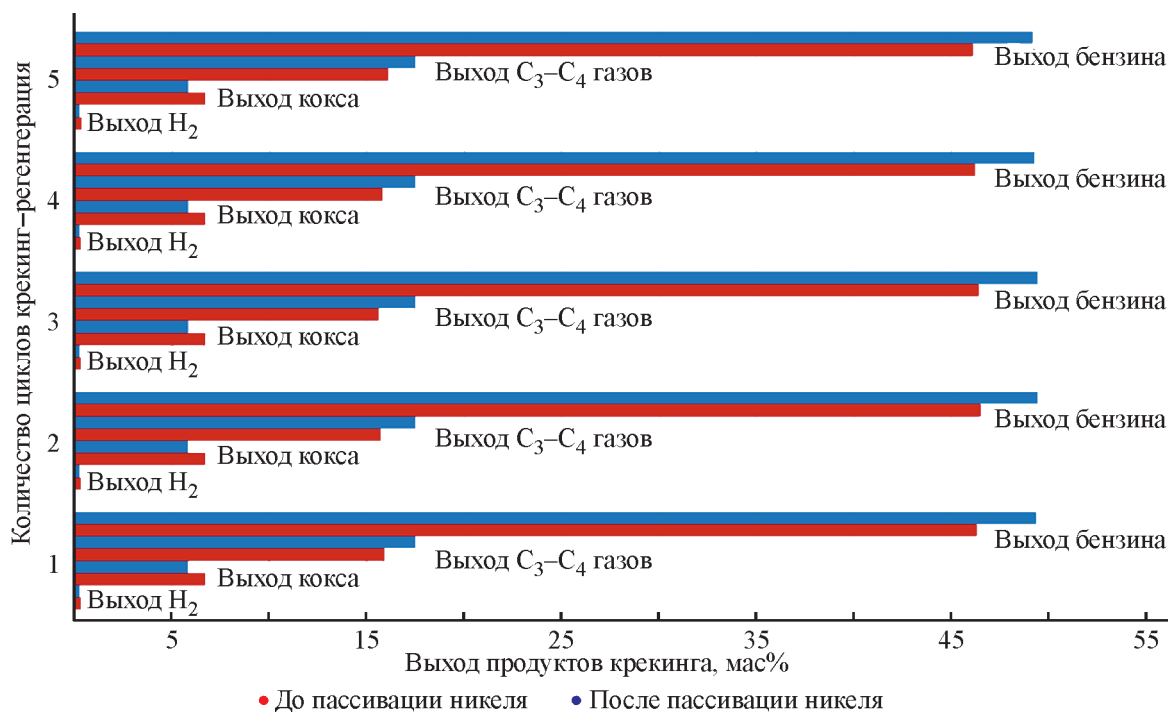 Количество циклов крекинг–регенгерация
5
Выход бензина
Выход C3–C4 газов
Выход кокса
Выход H2
4
Выход бензина
Выход C3–C4 газов
Выход кокса
Выход H2
3
Выход бензина
Выход C3–C4 газов
Выход кокса
Выход H2
2
Выход бензина
Выход C3–C4 газов
Выход кокса
Выход H2
1
Выход бензина
Выход C3–C4 газов
Выход кокса
Выход H2
5 15 25 35 45 55
Выход продуктов крекинга, мас%
До пассивации никеля После пассивации никеля